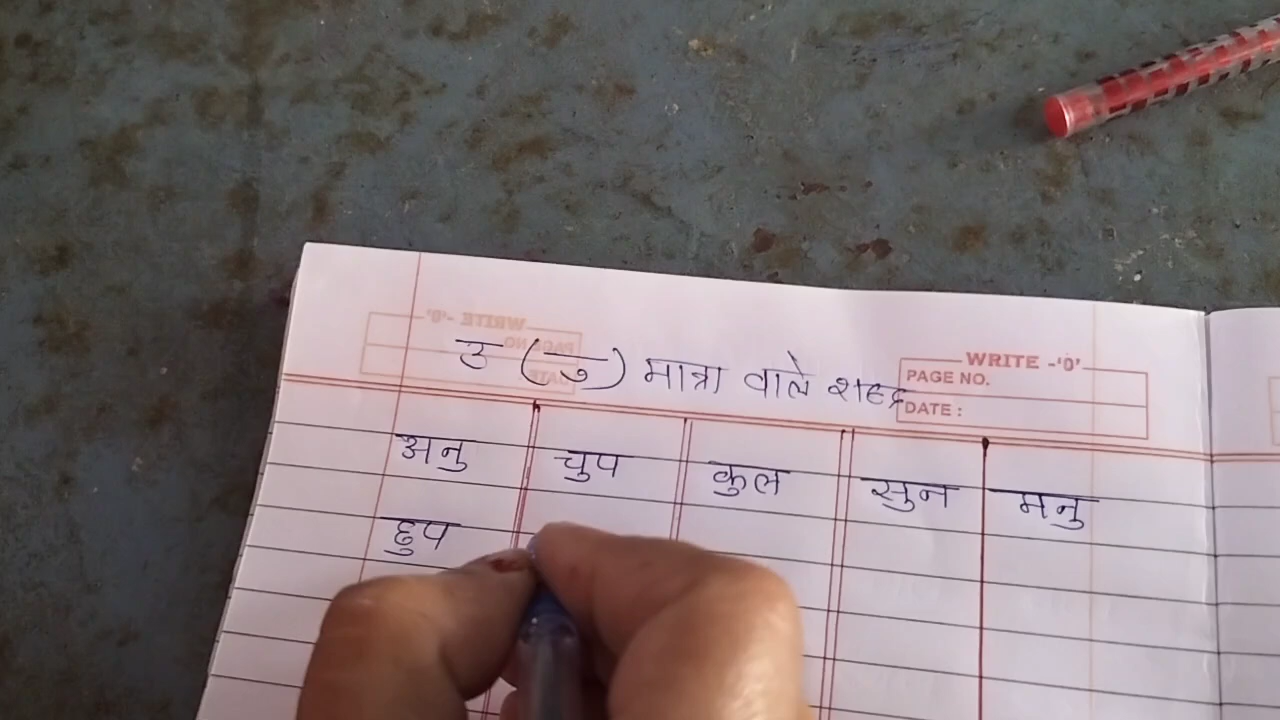 उ ( ु ) मात्रा वाले शब्द
WRITE -'0'
PAGE NO.
DATE :
अनु चुप कुल सुन मनु
छुप